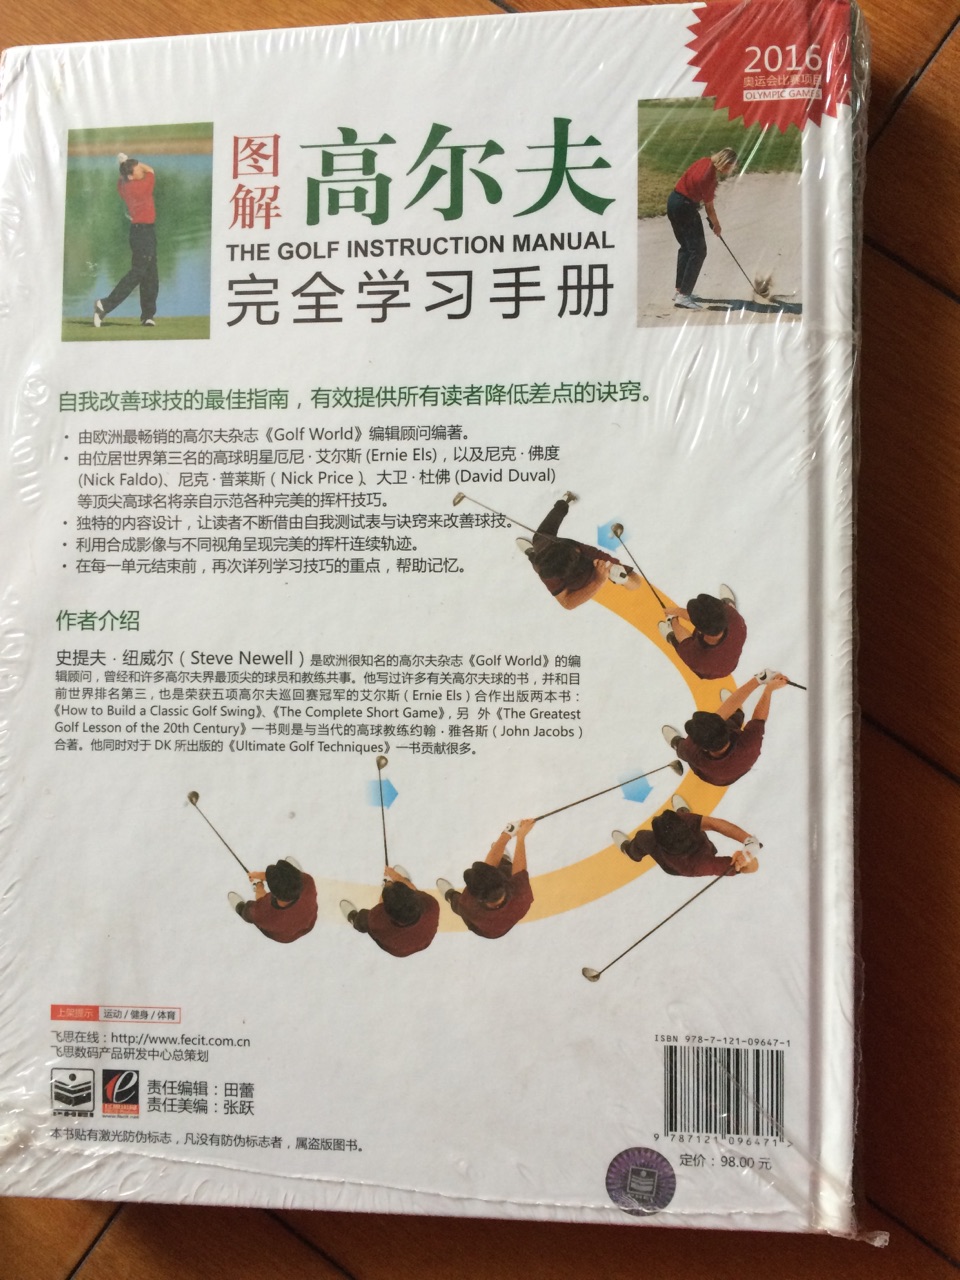 2016
奥运会比赛项目
OLYMPIC GAMES
图解
高尔夫
THE GOLF INSTRUCTION MANUAL
完全学习手册
自我改善球技的最佳指南，有效提供所有读者降低差点的诀窍。
· 由欧洲最畅销的高尔夫杂志《Golf World》编辑顾问编著。
· 由位居世界第三名的高球明星厄尼·艾尔斯 (Ernie Els)，以及尼克·佛度
(Nick Faldo)、尼克·普莱斯（Nick Price）、大卫·杜佛 (David Duval)
等顶尖高球名将亲自示范各种完美的挥杆技巧。
· 独特的内容设计，让读者不断借由自我测试表与诀窍来改善球技。
· 利用合成影像与不同视角呈现完美的挥杆连续轨迹。
· 在每一单元结束前，再次详列学习技巧的重点，帮助记忆。
作者介绍
史提夫·纽威尔（Steve Newell）是欧洲很知名的高尔夫杂志《Golf World》的编
辑顾问，曾经和许多高尔夫界最顶尖的球员和教练共事。他写过许多有关高尔夫球的书，并和目
前世界排名第三，也是荣获五项高尔夫巡回赛冠军的艾尔斯（Ernie Els）合作出版两本书：
《How to Build a Classic Golf Swing》、《The Complete Short Game》，另 外《The Greatest
Golf Lesson of the 20th Century》一书则是与当代的高球教练约翰·雅各斯（John Jacobs）
合著。他同时对于 DK 所出版的《Ultimate Golf Techniques》一书贡献很多。
上架提示 运动/健身/体育
飞思在线：http://www.fecit.com.cn
飞思数码产品研发中心总策划
责任编辑：田蕾
责任美编：张跃
本书贴有激光防伪标志，凡没有防伪标志者，属盗版图书。
ISBN 978-7-121-09647-1
9 787121 096471 >
定价：98.00 元